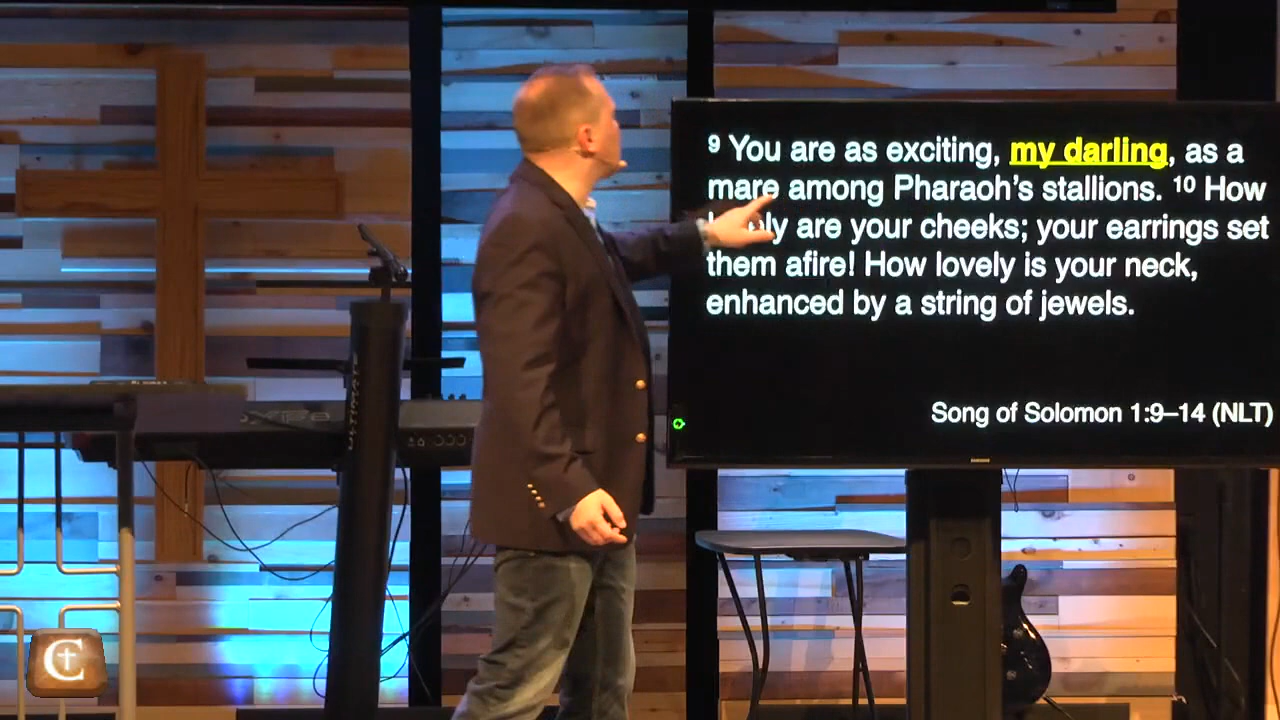 ⁹ You are as exciting, my darling, as a
mare among Pharaoh’s stallions. ¹⁰ How
are your cheeks; your earrings set
them afire! How lovely is your neck,
enhanced by a string of jewels.
Song of Solomon 1:9–14 (NLT)